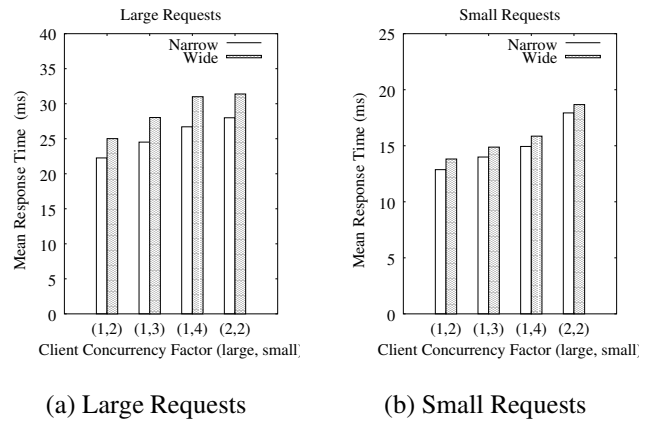 Large Requests
Narrow
Wide
40
35
30
25
20
15
10
5
0
Mean Response Time (ms)
(1,2) (1,3) (1,4) (2,2)
Client Concurrency Factor (large, small)
(a) Large Requests
Small Requests
Narrow
Wide
25
20
15
10
5
0
Mean Response Time (ms)
(1,2) (1,3) (1,4) (2,2)
Client Concurrency Factor (large, small)
(b) Small Requests